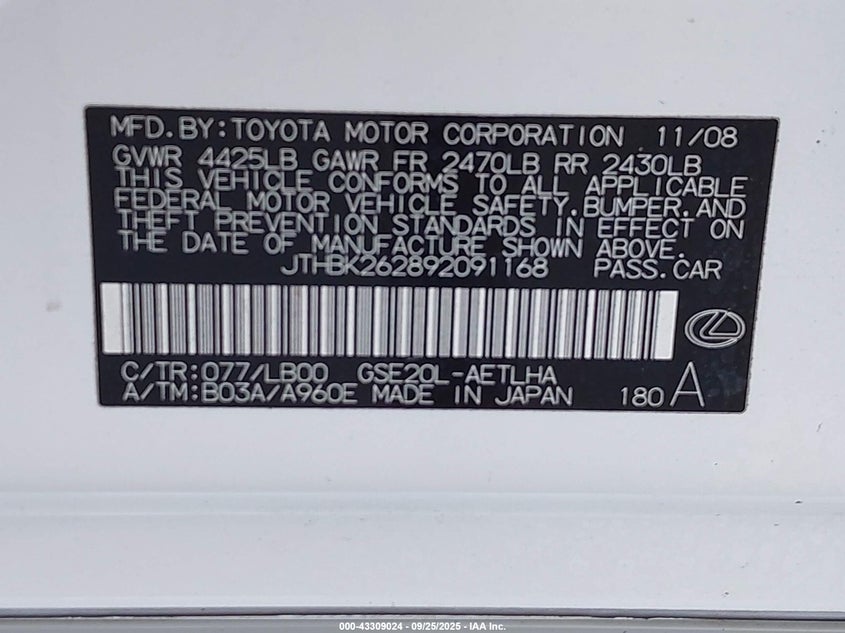 MFD. BY: TOYOTA MOTOR CORPORATION 11/08
GVWR 4425LB GAWR FR 2470LB RR 2430LB
THIS VEHICLE CONFORMS TO ALL APPLICABLE
FEDERAL MOTOR VEHICLE SAFETY, BUMPER, AND
THEFT PREVENTION STANDARDS IN EFFECT ON
THE DATE OF MANUFACTURE SHOWN ABOVE.
JTHBK262892091168 PASS. CAR
C/TR: 077/LB00 GSE20L-AETLHA
A/TM: B03A/A960E MADE IN JAPAN 180 A
000-43309024 - 09/25/2025 - IAA Inc.